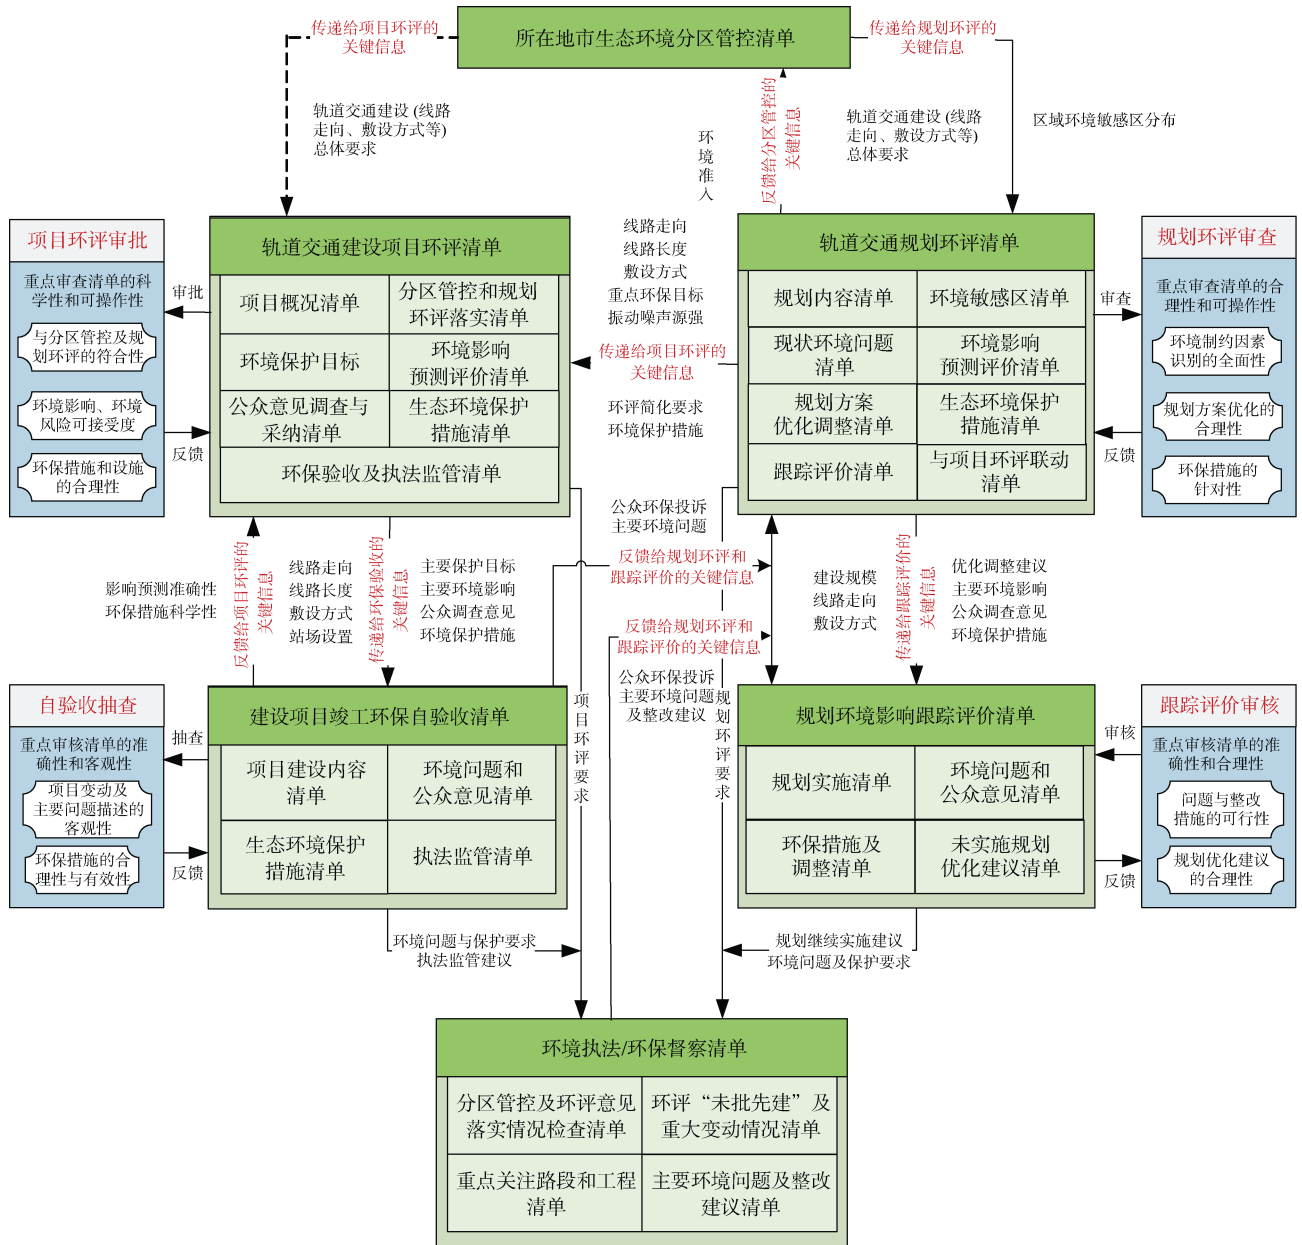 传递给项目环评的
关键信息
所在地市生态环境分区管控清单
传递给规划环评的
关键信息
轨道交通建设 (线路
走向、敷设方式等)
总体要求
环
境
准
入
反馈给分区管控的
关键信息
轨道交通建设 (线路
走向、敷设方式等)
总体要求
区域环境敏感区分布
项目环评审批
重点审查清单的科
学性和可操作性
与分区管控及规
划环评的符合性
环境影响、环境
风险可接受度
环保措施和设施
的合理性
审批
反馈
轨道交通建设项目环评清单
项目概况清单
分区管控和规划
环评落实清单
环境保护目标
环境影响
预测评价清单
公众意见调查与
采纳清单
生态环境保护
措施清单
环保验收及执法监管清单
线路走向
线路长度
敷设方式
重点环保目标
振动噪声源强
传递给项目环评的
关键信息
环评简化要求
环境保护措施
轨道交通规划环评清单
规划内容清单
环境敏感区清单
现状环境问题
清单
环境影响
预测评价清单
规划方案
优化调整清单
生态环境保护
措施清单
跟踪评价清单
与项目环评联动
清单
审查
反馈
规划环评审查
重点审查清单的合
理性和可操作性
环境制约因素
识别的全面性
规划方案优化的
合理性
环保措施的
针对性
影响预测准确性
环保措施科学性
反馈给项目环评的
关键信息
线路走向
线路长度
敷设方式
站场设置
传递给环保验收的
关键信息
主要保护目标
主要环境影响
公众调查意见
环境保护措施
公众环保投诉
主要环境问题
反馈给规划环评和
跟踪评价的关键信息
反馈给规划环评和
跟踪评价的关键信息
公众环保投诉
主要环境问题
及整改建议
建设规模
线路走向
敷设方式
传递给跟踪评价的
关键信息
优化调整建议
主要环境影响
公众调查意见
环境保护措施
自验收抽查
重点审核清单的准
确性和客观性
项目变动及
主要问题描述的
客观性
环保措施的合
理性与有效性
抽查
反馈
建设项目竣工环保自验收清单
项目建设内容
清单
环境问题和
公众意见清单
生态环境保护
措施清单
执法监管清单
项
目
环
评
要
求
规
划
环
评
要
求
规划环境影响跟踪评价清单
规划实施清单
环境问题和
公众意见清单
环保措施及
调整清单
未实施规划
优化建议清单
审核
反馈
跟踪评价审核
重点审核清单的准
确性和合理性
问题与整改
措施的可行性
规划优化建议
的合理性
环境问题与保护要求
执法监管建议
规划继续实施建议
环境问题及保护要求
环境执法/环保督察清单
分区管控及环评意见
落实情况检查清单
环评“未批先建”及
重大变动情况清单
重点关注路段和工程
清单
主要环境问题及整改
建议清单